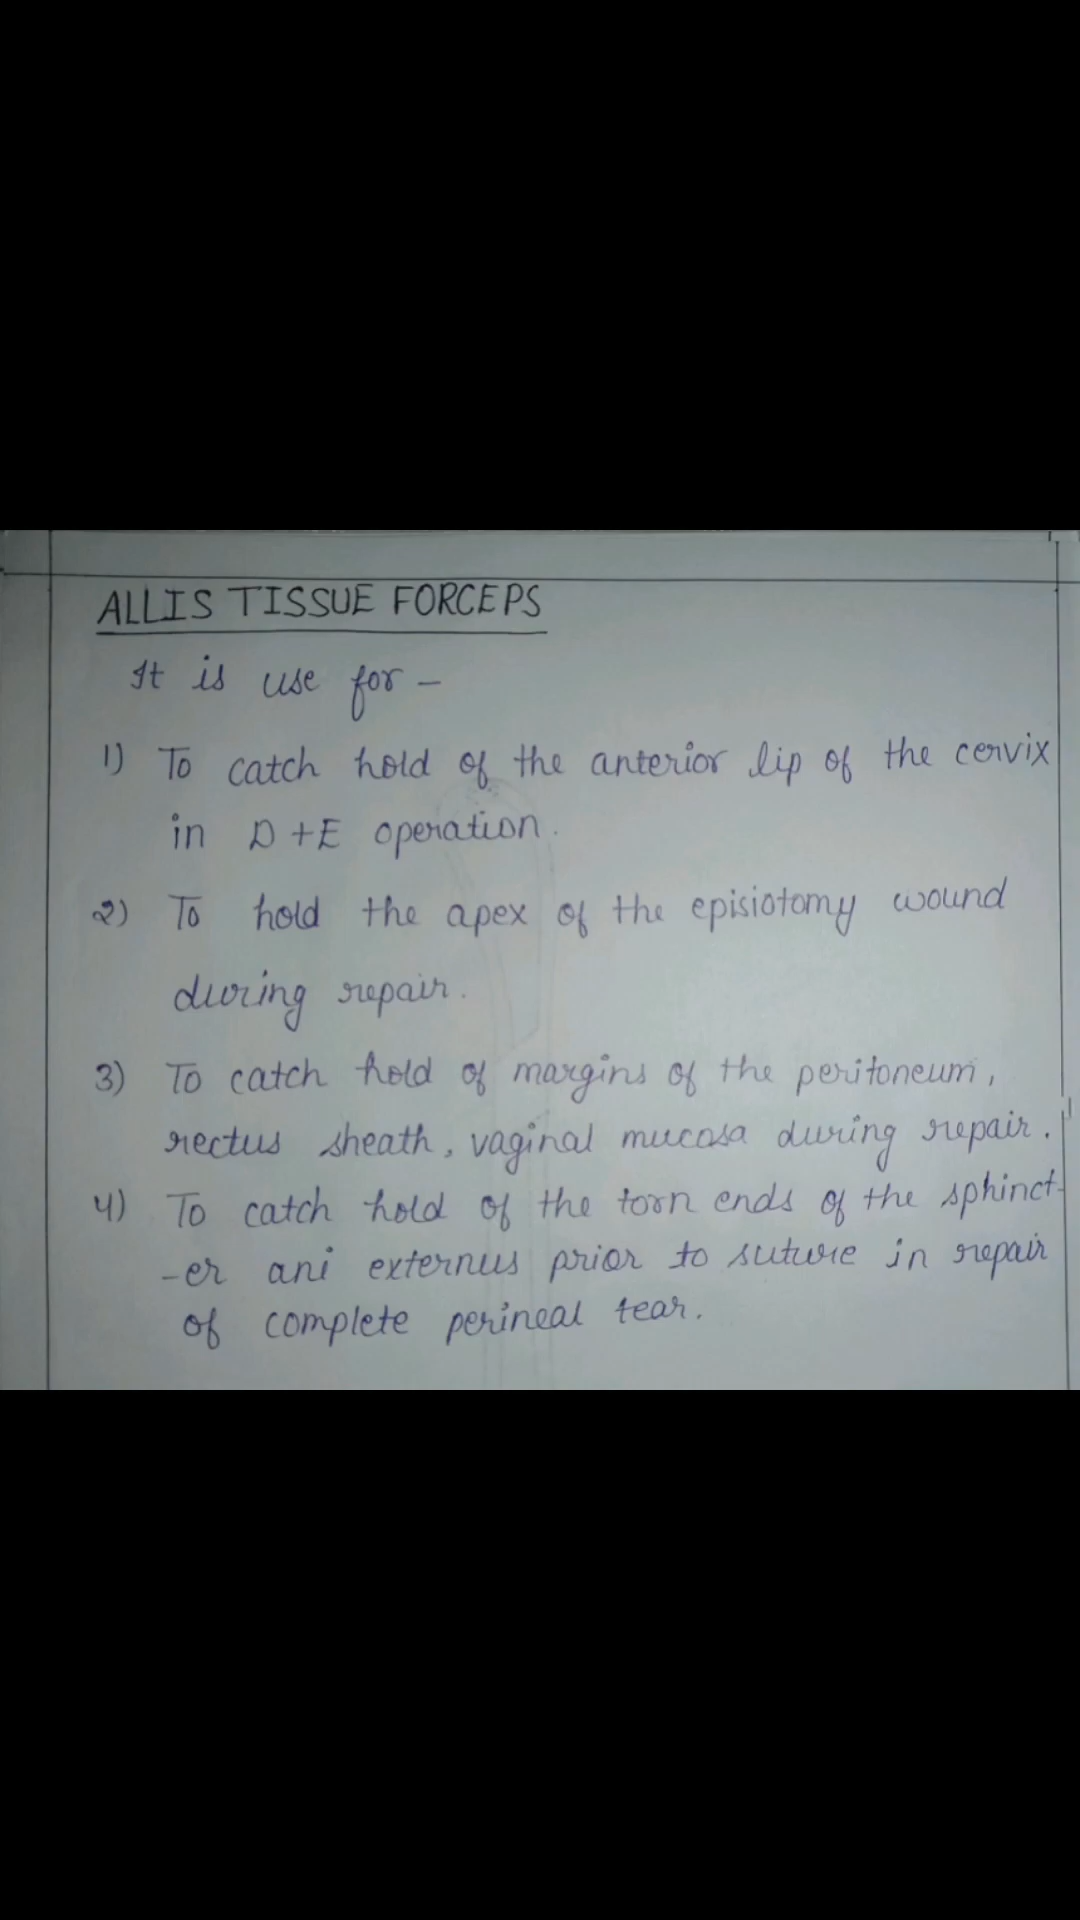 ALLIS TISSUE FORCEPS
It is use for -
1) To catch hold of the anterior lip of the cervix
in D+E operation.
2) To hold the apex of the episiotomy wound
during repair.
3) To catch hold of margins of the peritoneum,
rectus sheath, vaginal mucosa during repair.
4) To catch hold of the torn ends of the sphinct-
-er ani externus prior to suture in repair
of complete perineal tear.